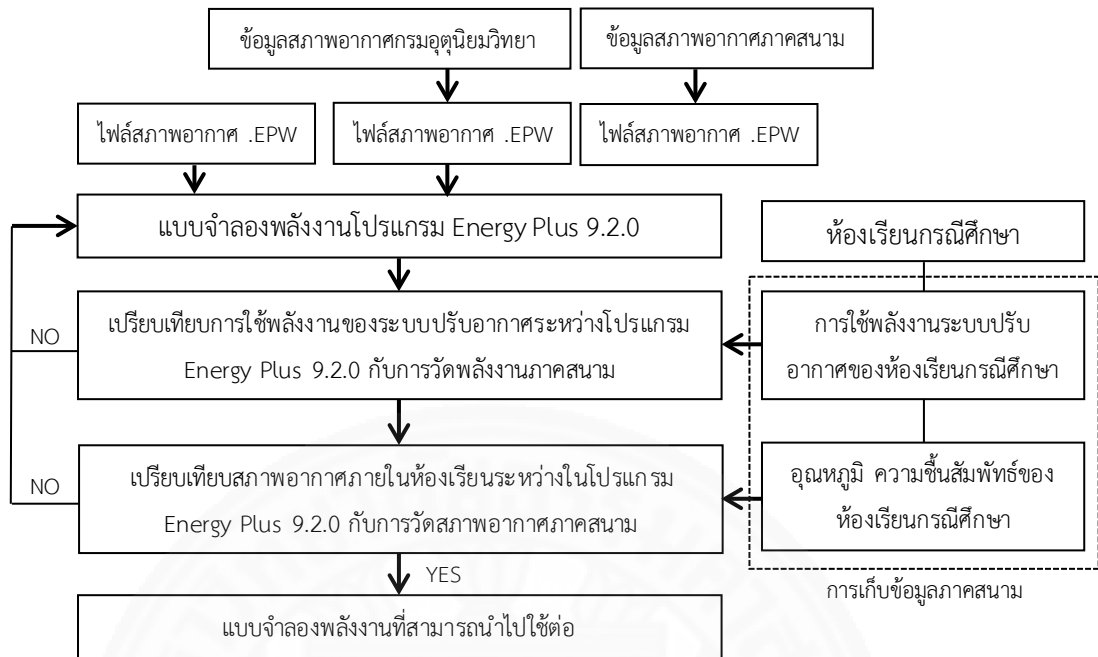 ข้อมูลสภาพอากาศกรมอุตุนิยมวิทยา
ข้อมูลสภาพอากาศภาคสนาม
ไฟล์สภาพอากาศ .EPW
ไฟล์สภาพอากาศ .EPW
ไฟล์สภาพอากาศ .EPW
แบบจำลองพลังงานโปรแกรม Energy Plus 9.2.0
ห้องเรียนกรณีศึกษา
NO
เปรียบเทียบการใช้พลังงานของระบบปรับอากาศระหว่างโปรแกรม
Energy Plus 9.2.0 กับการวัดพลังงานภาคสนาม
การใช้พลังงานระบบปรับ
อากาศของห้องเรียนกรณีศึกษา
NO
เปรียบเทียบสภาพอากาศภายในห้องเรียนระหว่างในโปรแกรม
Energy Plus 9.2.0 กับการวัดสภาพอากาศภาคสนาม
อุณหภูมิ ความชื้นสัมพัทธ์ของ
ห้องเรียนกรณีศึกษา
YES
การเก็บข้อมูลภาคสนาม
แบบจำลองพลังงานที่สามารถนำไปใช้ต่อ